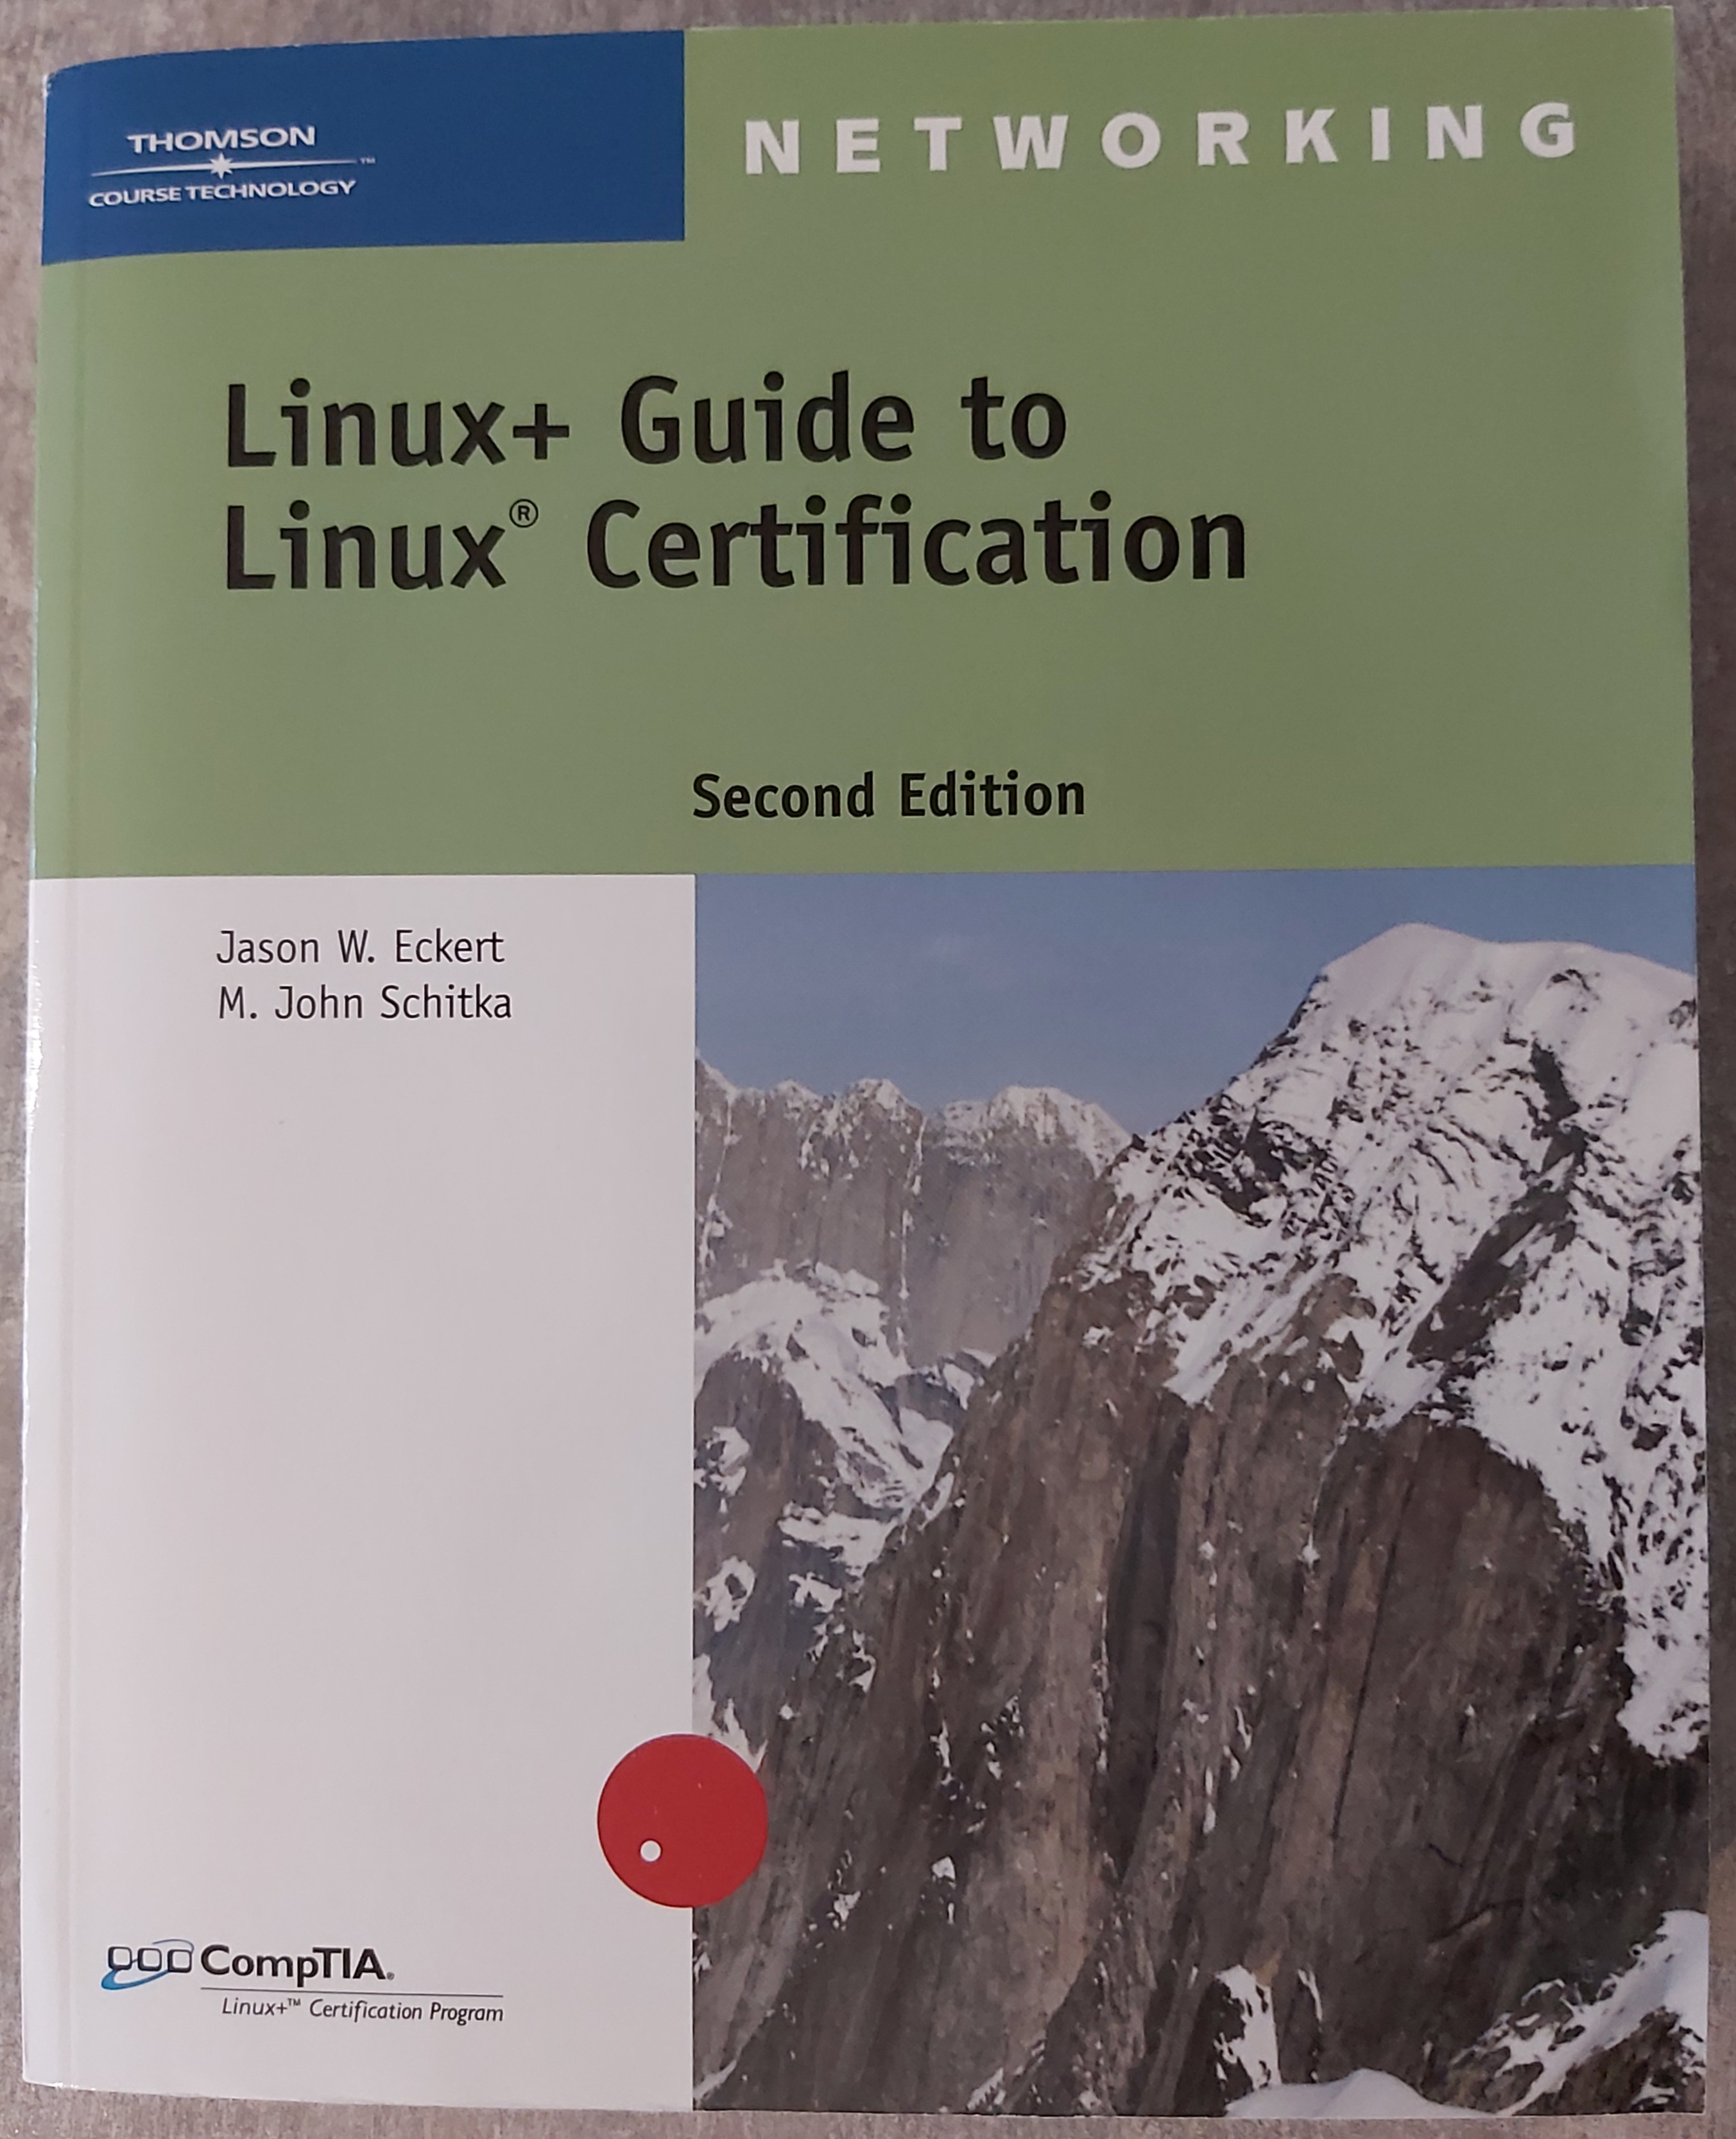 THOMSON
™
COURSE TECHNOLOGY
NETWORKING
Linux+ Guide to
Linux® Certification
Second Edition
Jason W. Eckert
M. John Schitka
CompTIA®
Linux+™ Certification Program